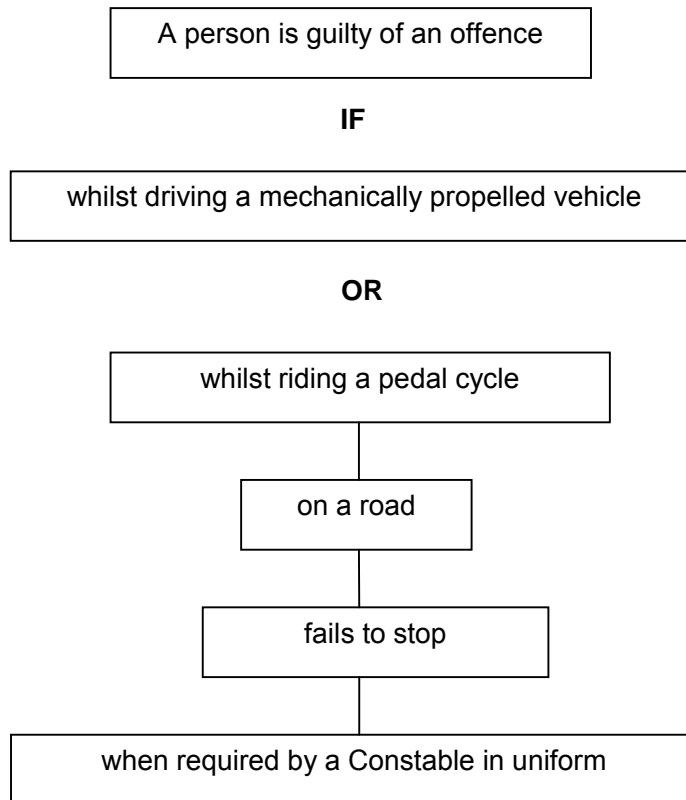 A person is guilty of an offence
IF
whilst driving a mechanically propelled vehicle
OR
whilst riding a pedal cycle
on a road
fails to stop
when required by a Constable in uniform